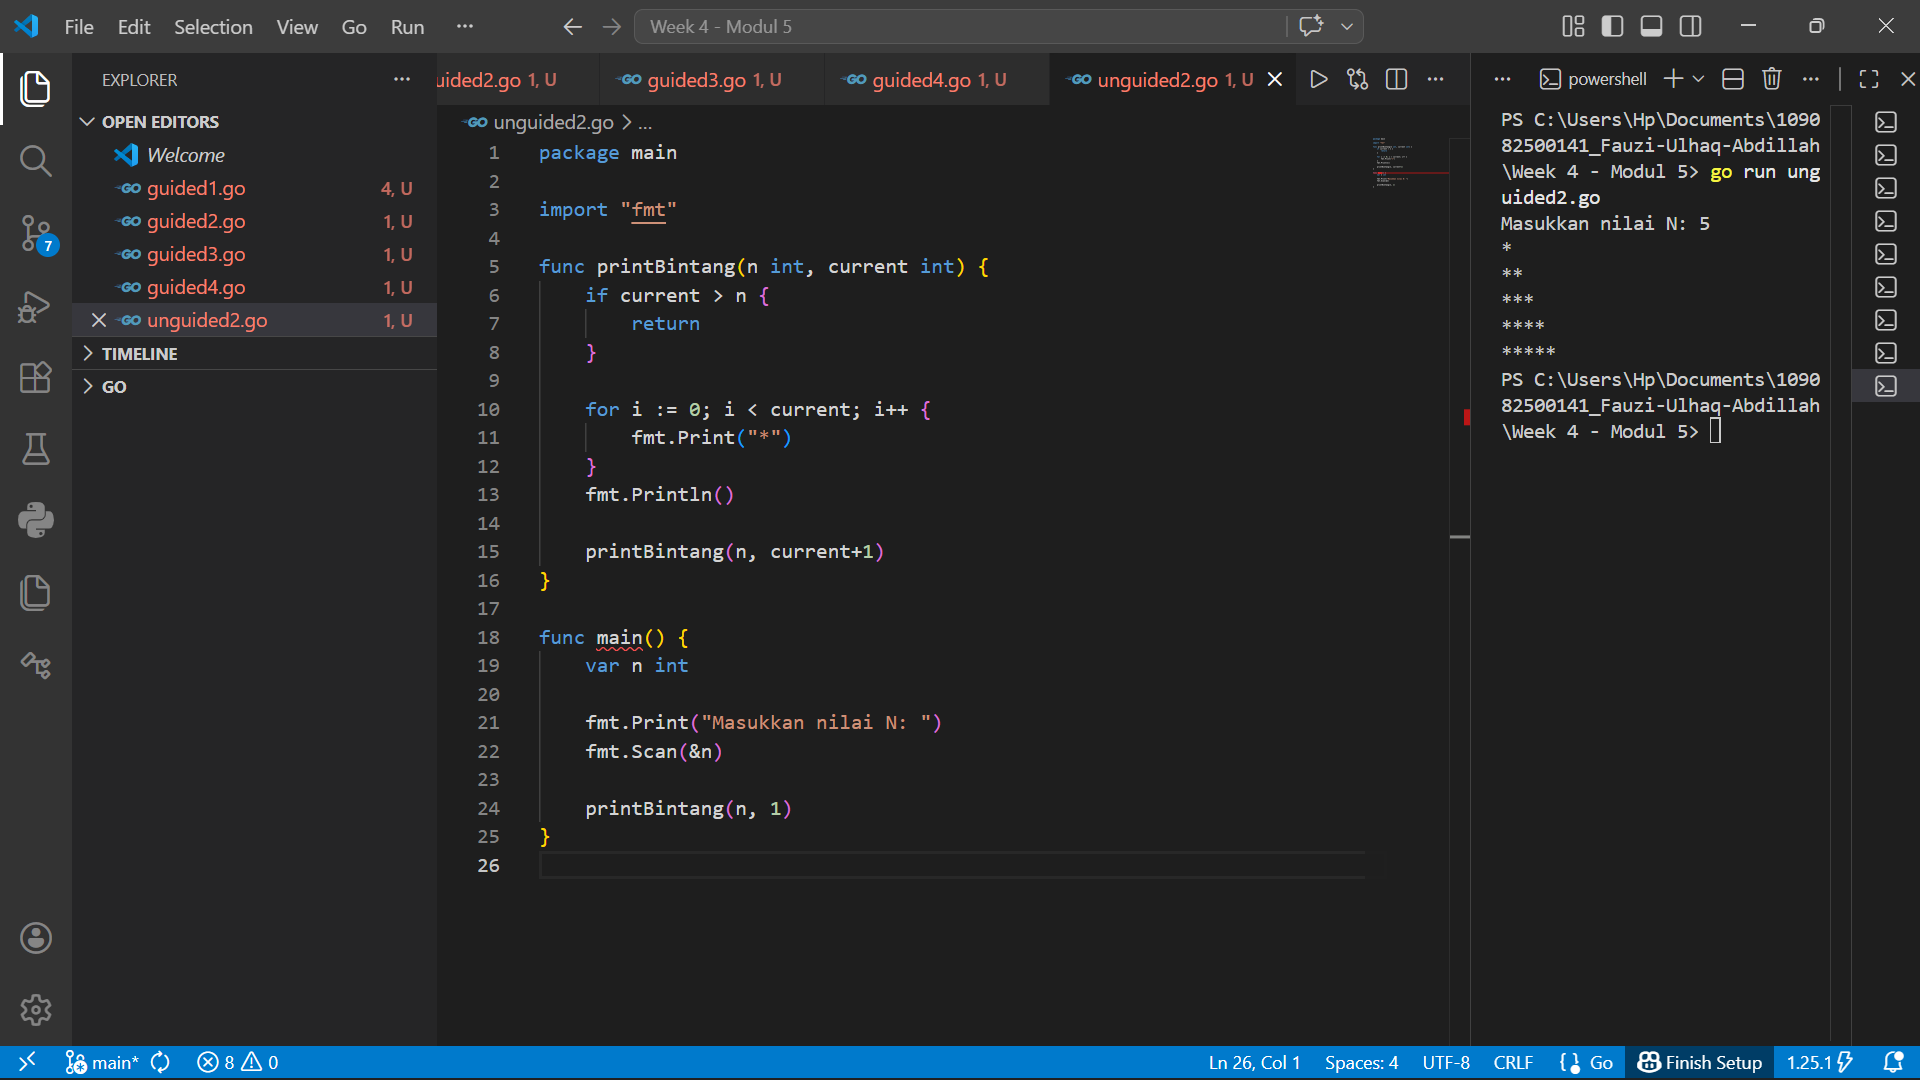 File Edit Selection View Go Run ···
Week 4 - Modul 5
EXPLORER
OPEN EDITORS
Welcome
guided1.go 4, U
guided2.go 1, U
guided3.go 1, U
guided4.go 1, U
unguided2.go 1, U
TIMELINE
GO
uided2.go 1, U
guided3.go 1, U
guided4.go 1, U
unguided2.go 1, U
unguided2.go > ...
1 package main
2
3 import "fmt"
4
5 func printBintang(n int, current int) {
6     if current > n {
7         return
8     }
9
10     for i := 0; i < current; i++ {
11         fmt.Print("*")
12     }
13     fmt.Println()
14
15     printBintang(n, current+1)
16 }
17
18 func main() {
19     var n int
20
21     fmt.Print("Masukkan nilai N: ")
22     fmt.Scan(&n)
23
24     printBintang(n, 1)
25 }
26
powershell
PS C:\Users\Hp\Documents\1090
82500141_Fauzi-Ulhaq-Abdillah
\Week 4 - Modul 5> go run ung
uided2.go
Masukkan nilai N: 5
*
**
***
****
*****
PS C:\Users\Hp\Documents\1090
82500141_Fauzi-Ulhaq-Abdillah
\Week 4 - Modul 5>
7
main* 8 0 Ln 26, Col 1 Spaces: 4 UTF-8 CRLF Go Finish Setup 1.25.1